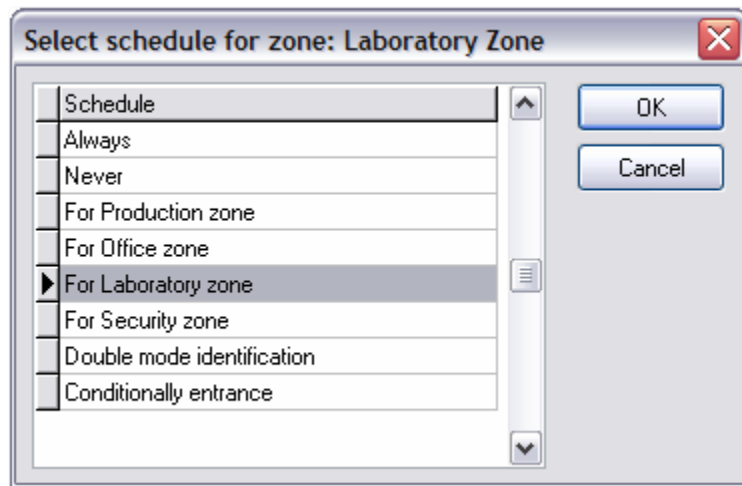 Select schedule for zone: Laboratory Zone
Schedule
OK
Always
Cancel
Never
For Production zone
For Office zone
For Laboratory zone
For Security zone
Double mode identification
Conditionally entrance